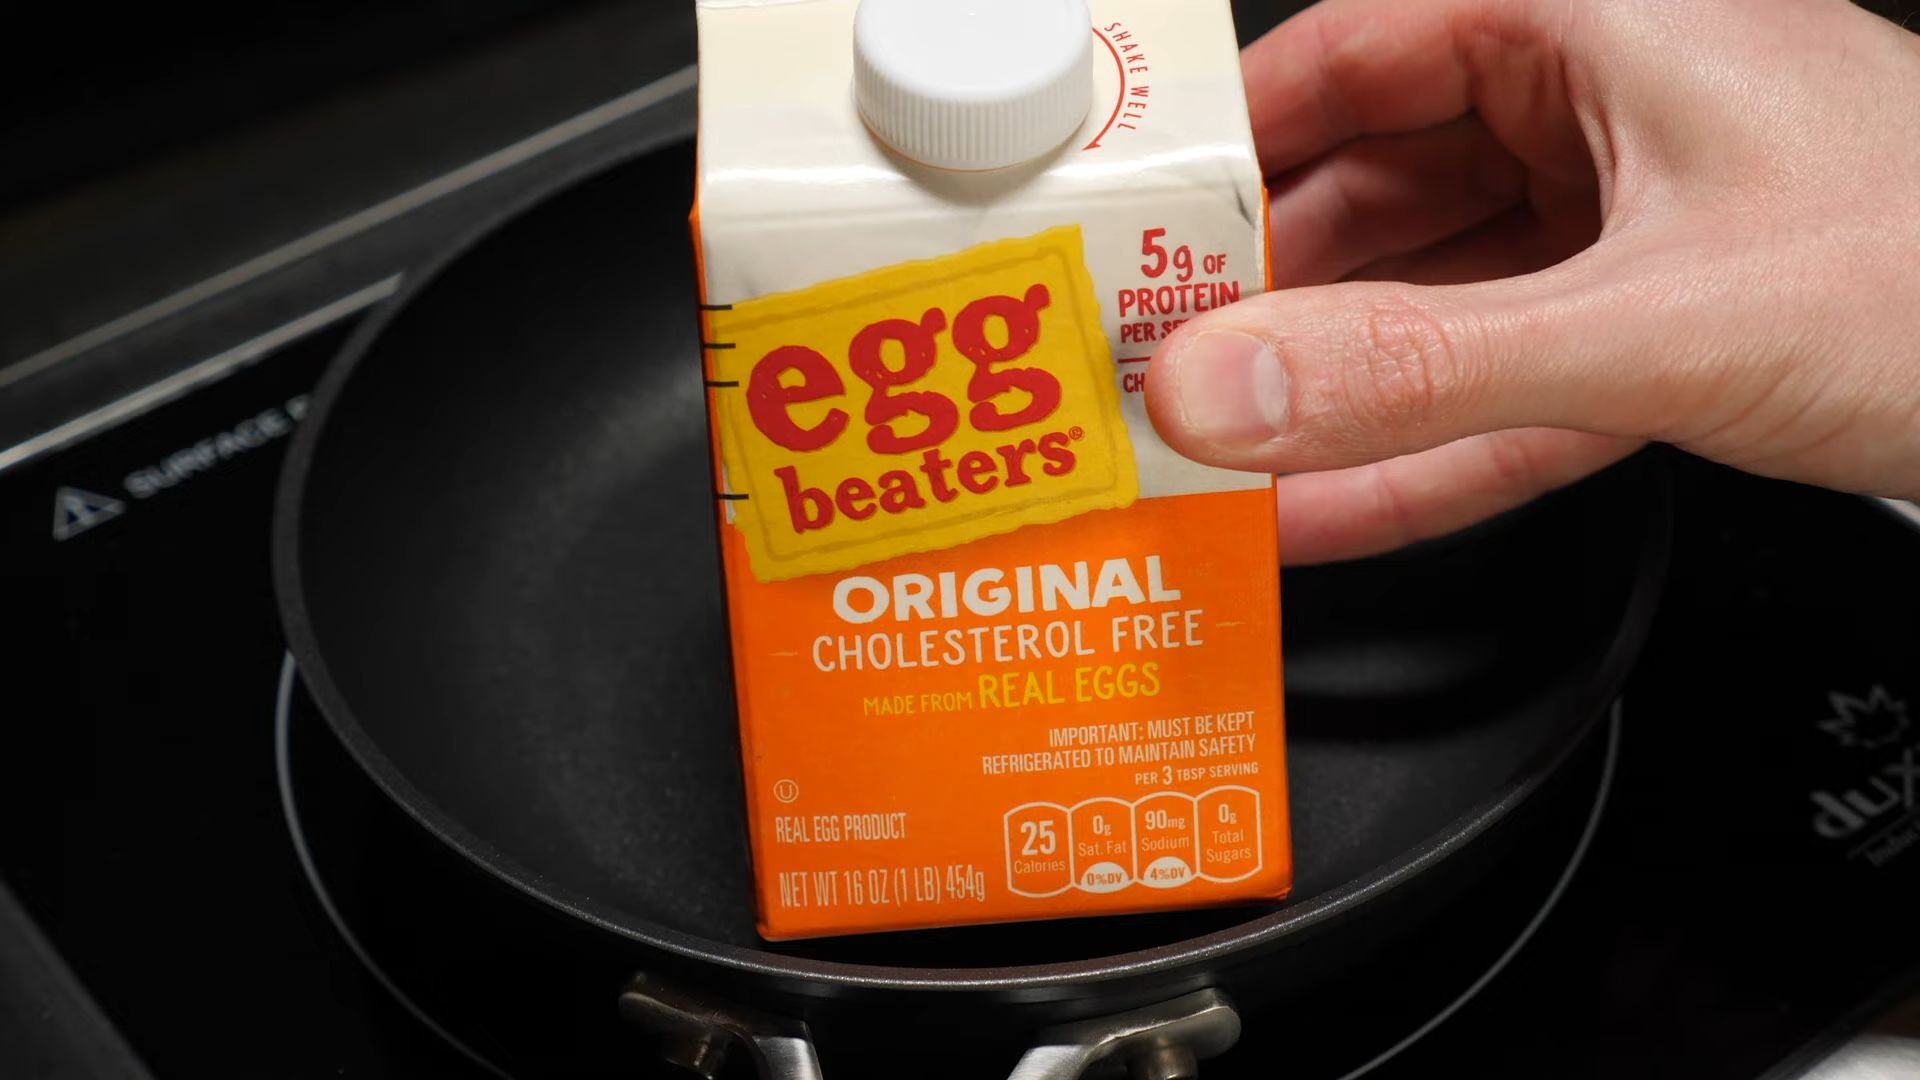 SHAKE WELL
5g OF
PROTEIN
PER
egg
beaters®
ORIGINAL
CHOLESTEROL FREE
MADE FROM REAL EGGS
IMPORTANT: MUST BE KEPT
REFRIGERATED TO MAINTAIN SAFETY
PER 3 TBSP SERVING
U
REAL EGG PRODUCT
NET WT 16 OZ (1 LB) 454g
25
Calories
0g
Sat. Fat
0%DV
90mg
Sodium
4%DV
0g
Total
Sugars
SURFACE